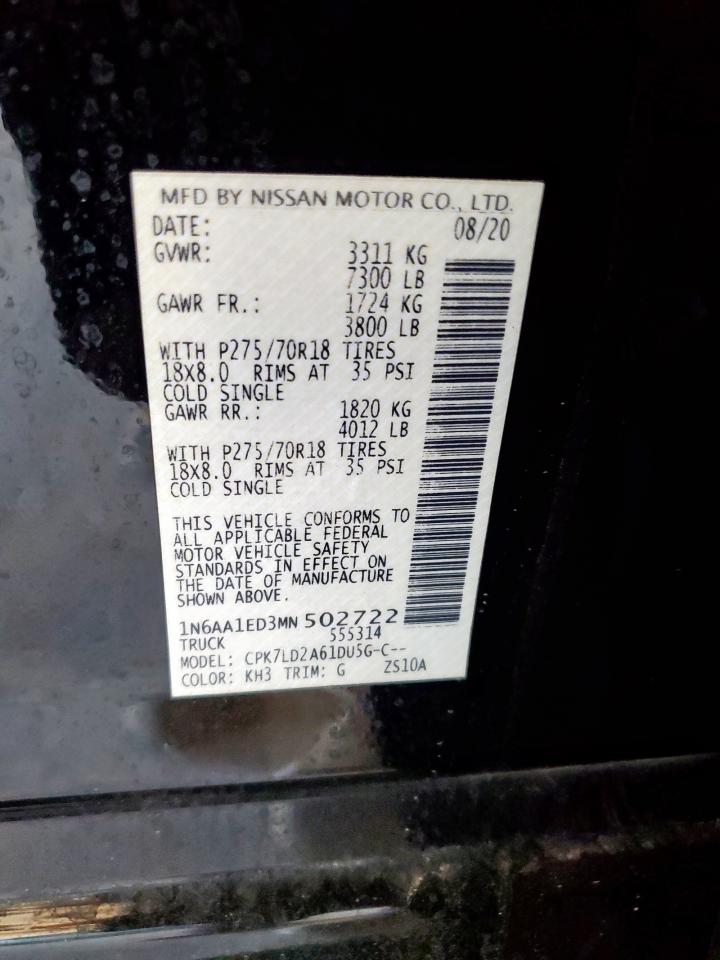 MFD BY NISSAN MOTOR CO., LTD.
DATE: 08/20
GVWR: 3311 KG
7300 LB
GAWR FR.: 1724 KG
3800 LB
WITH P275/70R18 TIRES
18X8.0 RIMS AT 35 PSI
COLD SINGLE
GAWR RR.: 1820 KG
4012 LB
WITH P275/70R18 TIRES
18X8.0 RIMS AT 35 PSI
COLD SINGLE
THIS VEHICLE CONFORMS TO
ALL APPLICABLE FEDERAL
MOTOR VEHICLE SAFETY
STANDARDS IN EFFECT ON
THE DATE OF MANUFACTURE
SHOWN ABOVE.
1N6AA1ED3MN 502722
TRUCK 555314
MODEL: CPK7LD2A61DU5G-C--
COLOR: KH3 TRIM: G ZS10A